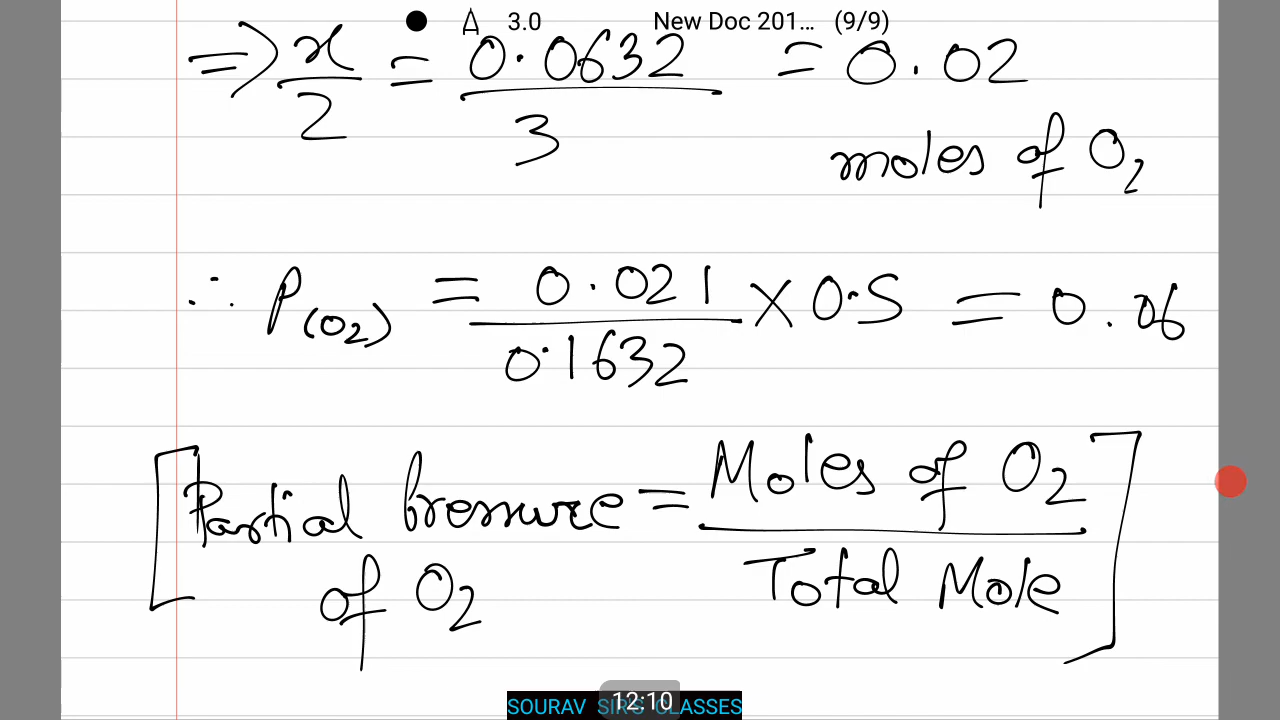 A 3.0 New Doc 201... (9/9)
=> x/2 = 0.0632/3 = 0.02
moles of O₂
∴ P(O₂) = 0.021/0.1632 × 0.5 = 0.06
[Partial pressure of O₂ = Moles of O₂/Total Mole]
12:10
SOURAV SIR'S CLASSES